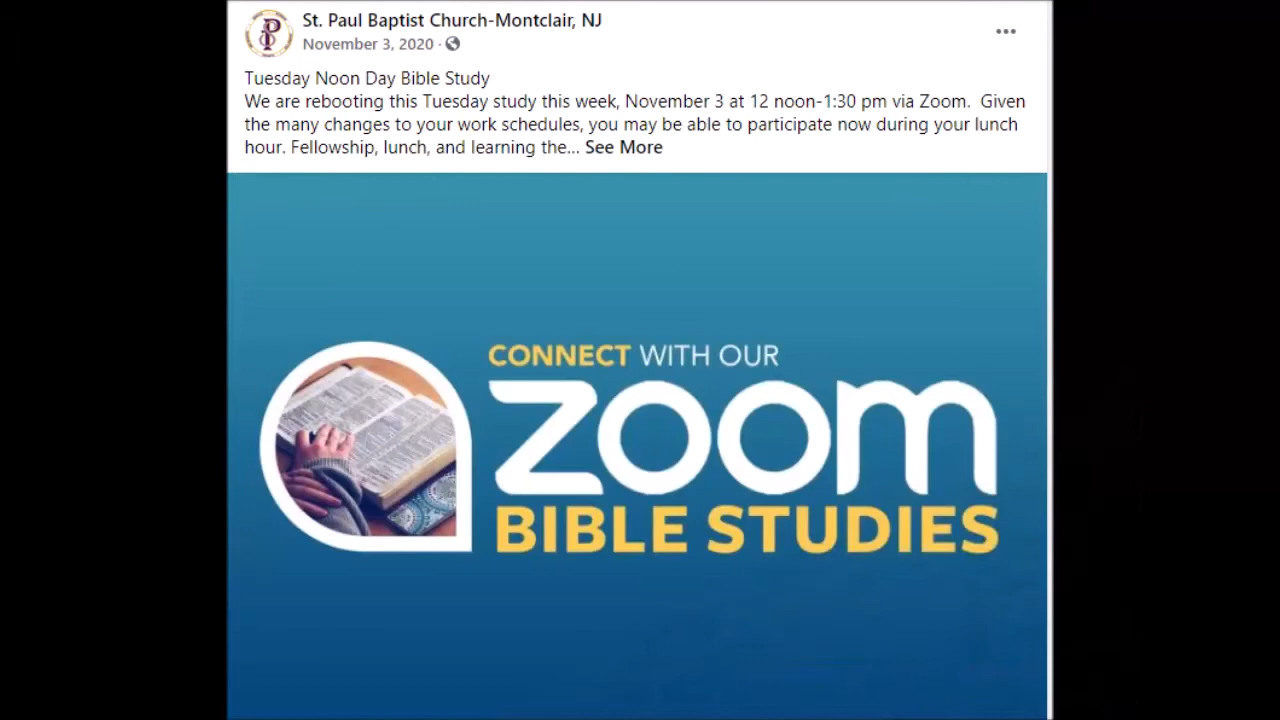 St. Paul Baptist Church-Montclair, NJ
November 3, 2020 ·
Tuesday Noon Day Bible Study
We are rebooting this Tuesday study this week, November 3 at 12 noon-1:30 pm via Zoom. Given
the many changes to your work schedules, you may be able to participate now during your lunch
hour. Fellowship, lunch, and learning the... See More
CONNECT WITH OUR
zoom
BIBLE STUDIES